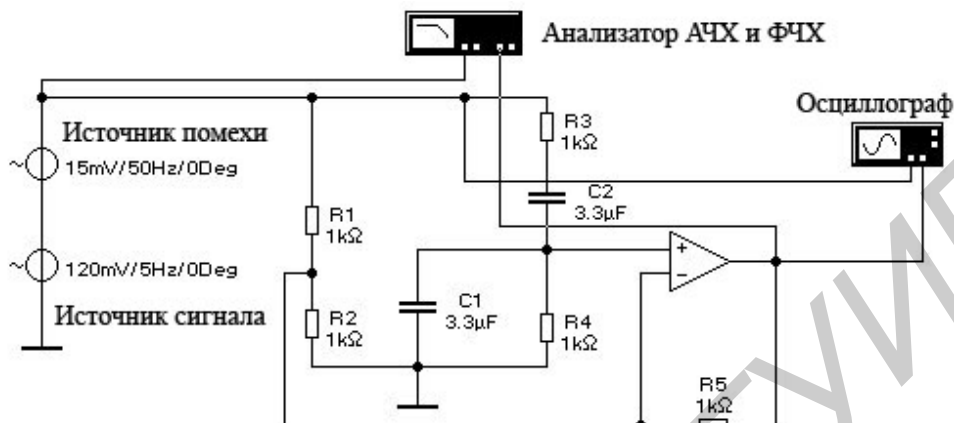 Анализатор АЧХ и ФЧХ
Осциллограф
Источник помехи
~ 15mV/50Hz/0Deg
R3
1kΩ
C2
3.3µF
R1
1kΩ
~ 120mV/5Hz/0Deg
Источник сигнала
R2
1kΩ
C1
3.3µF
R4
1kΩ
+
−
R5
1kΩ
ГУИР